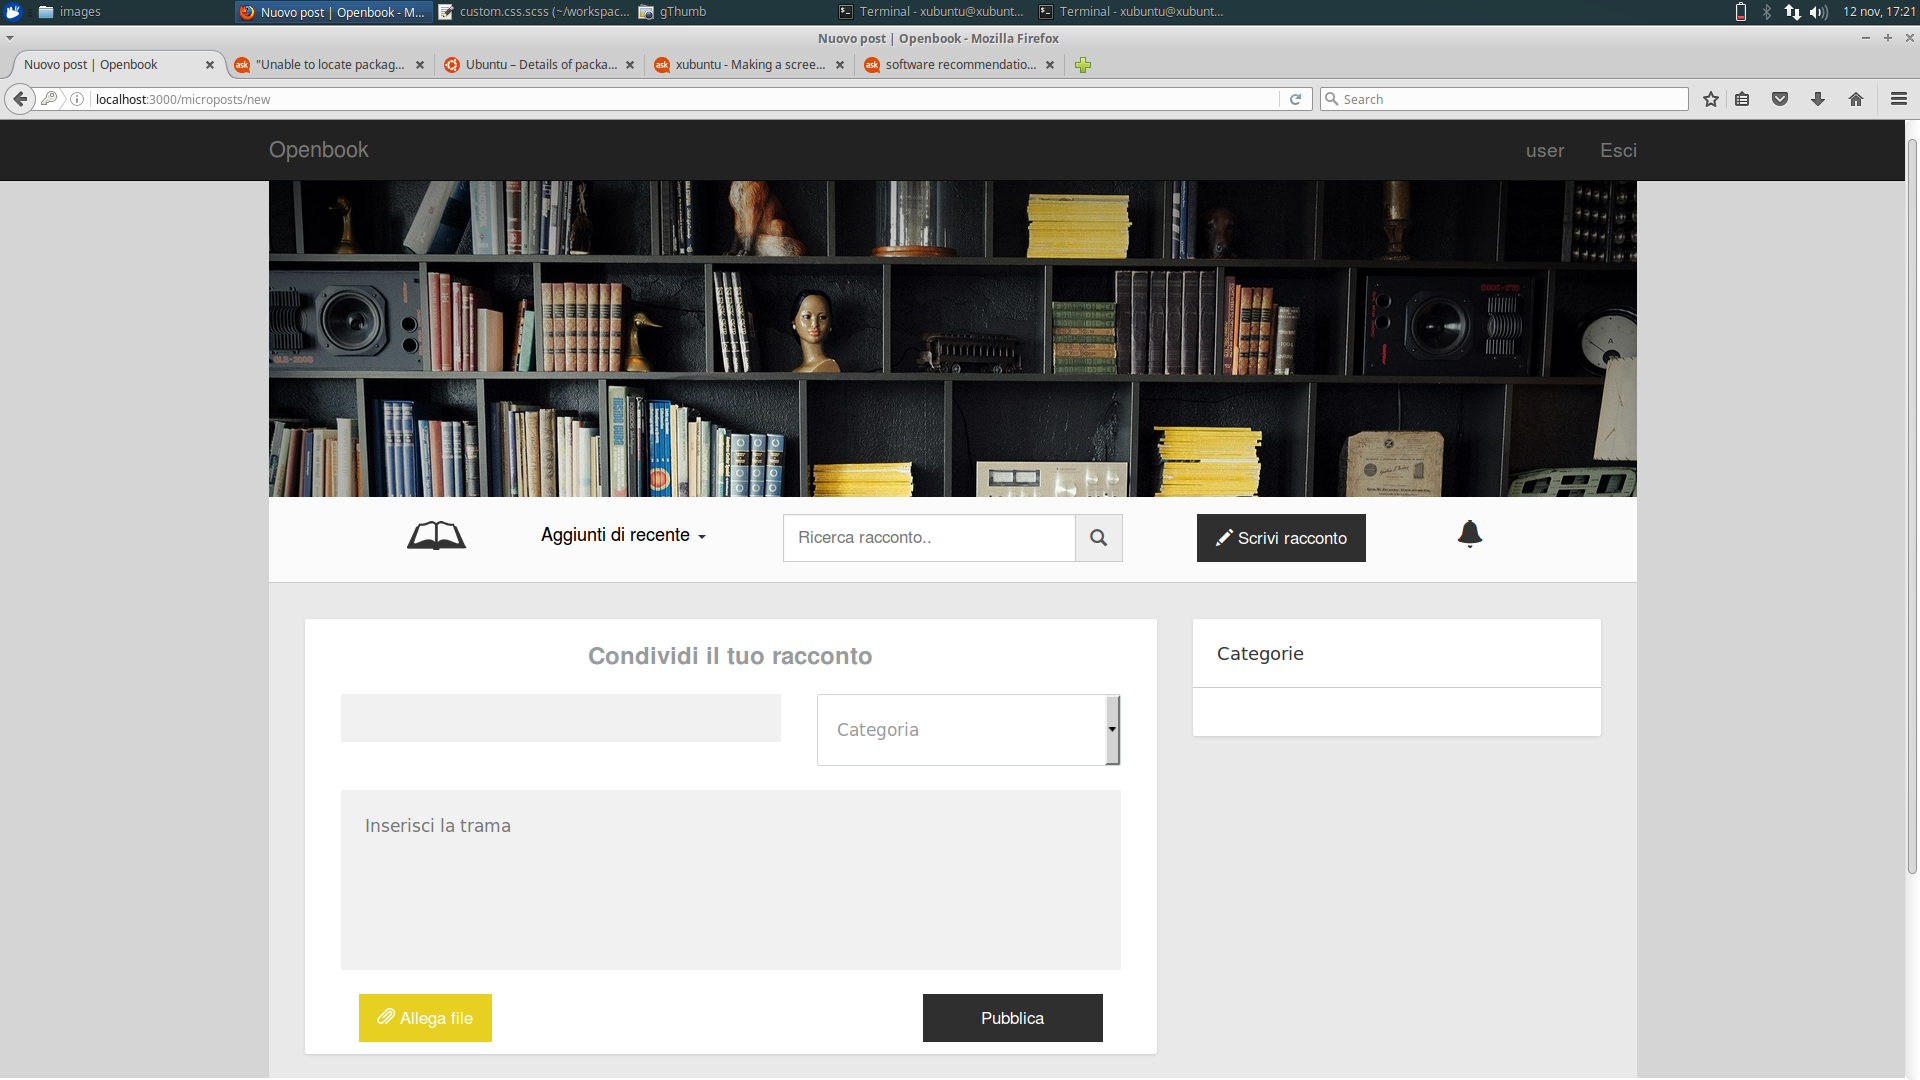 images
Nuovo post | Openbook - M...
custom.css.scss (~/workspac...
gThumb
Terminal - xubuntu@xubunt...
Terminal - xubuntu@xubunt...
12 nov, 17:21
Nuovo post | Openbook - Mozilla Firefox
Nuovo post | Openbook
ask
"Unable to locate packag...
Ubuntu – Details of packa...
ask
xubuntu - Making a scree...
ask
software recommendatio...
localhost:3000/microposts/new
Search
Openbook
user
Esci
Aggiunti di recente
Ricerca racconto..
Scrivi racconto
Condividi il tuo racconto
Categorie
Categoria
Inserisci la trama
Allega file
Pubblica